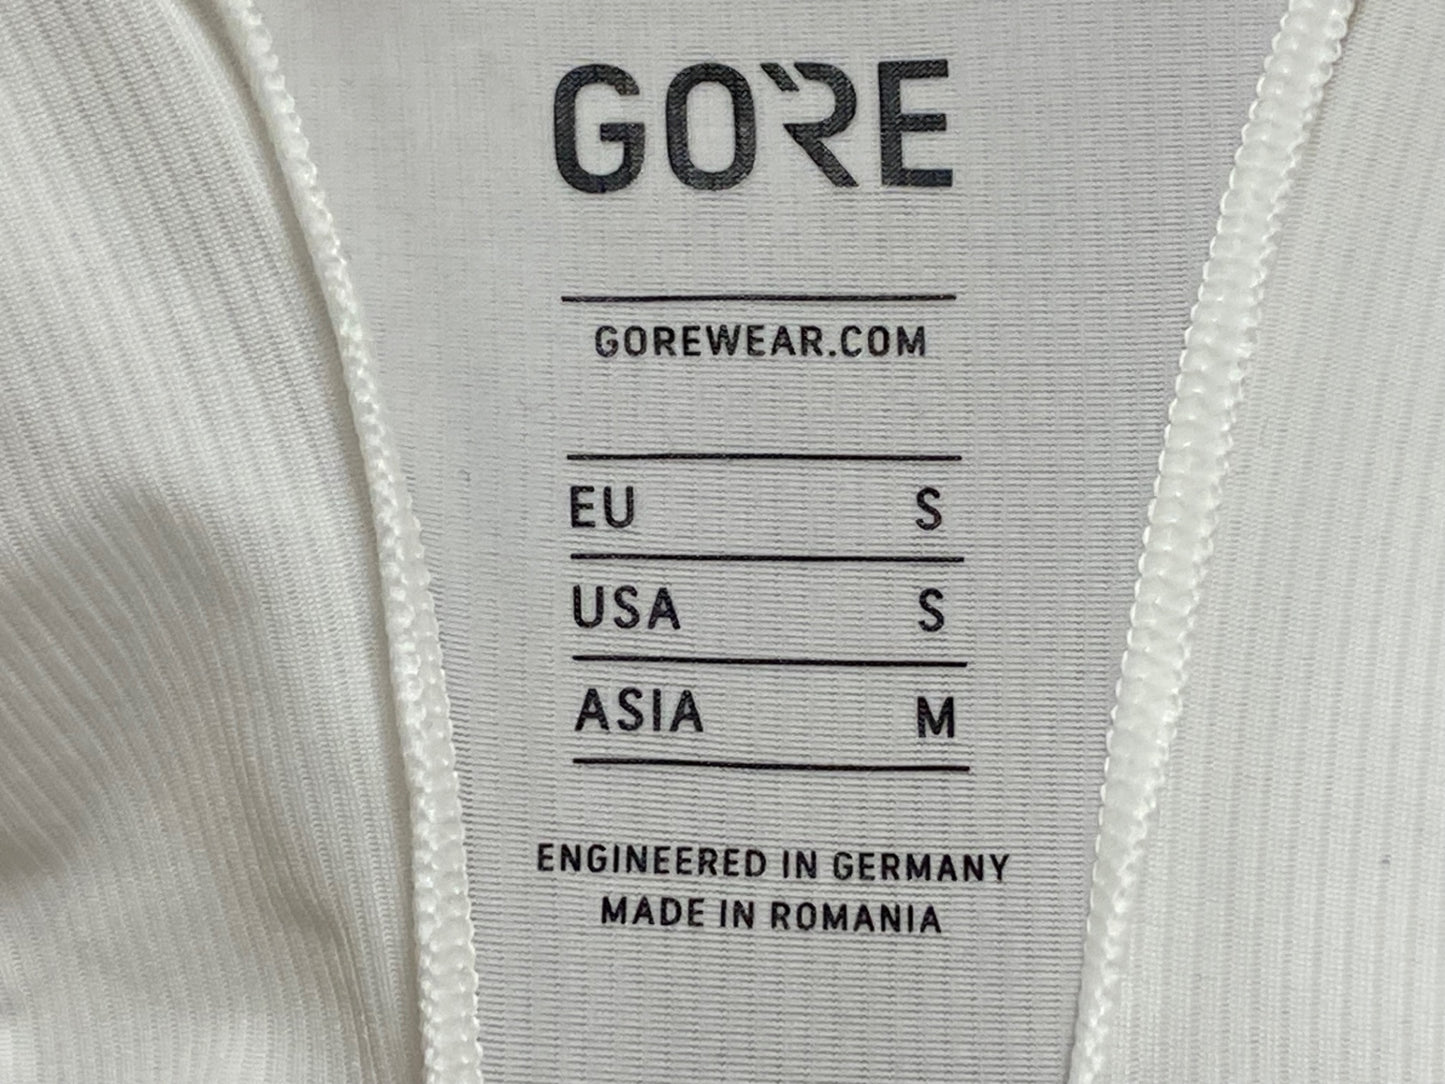 GORE
GOREWEAR.COM
EU S
USA S
ASIA M
ENGINEERED IN GERMANY
MADE IN ROMANIA